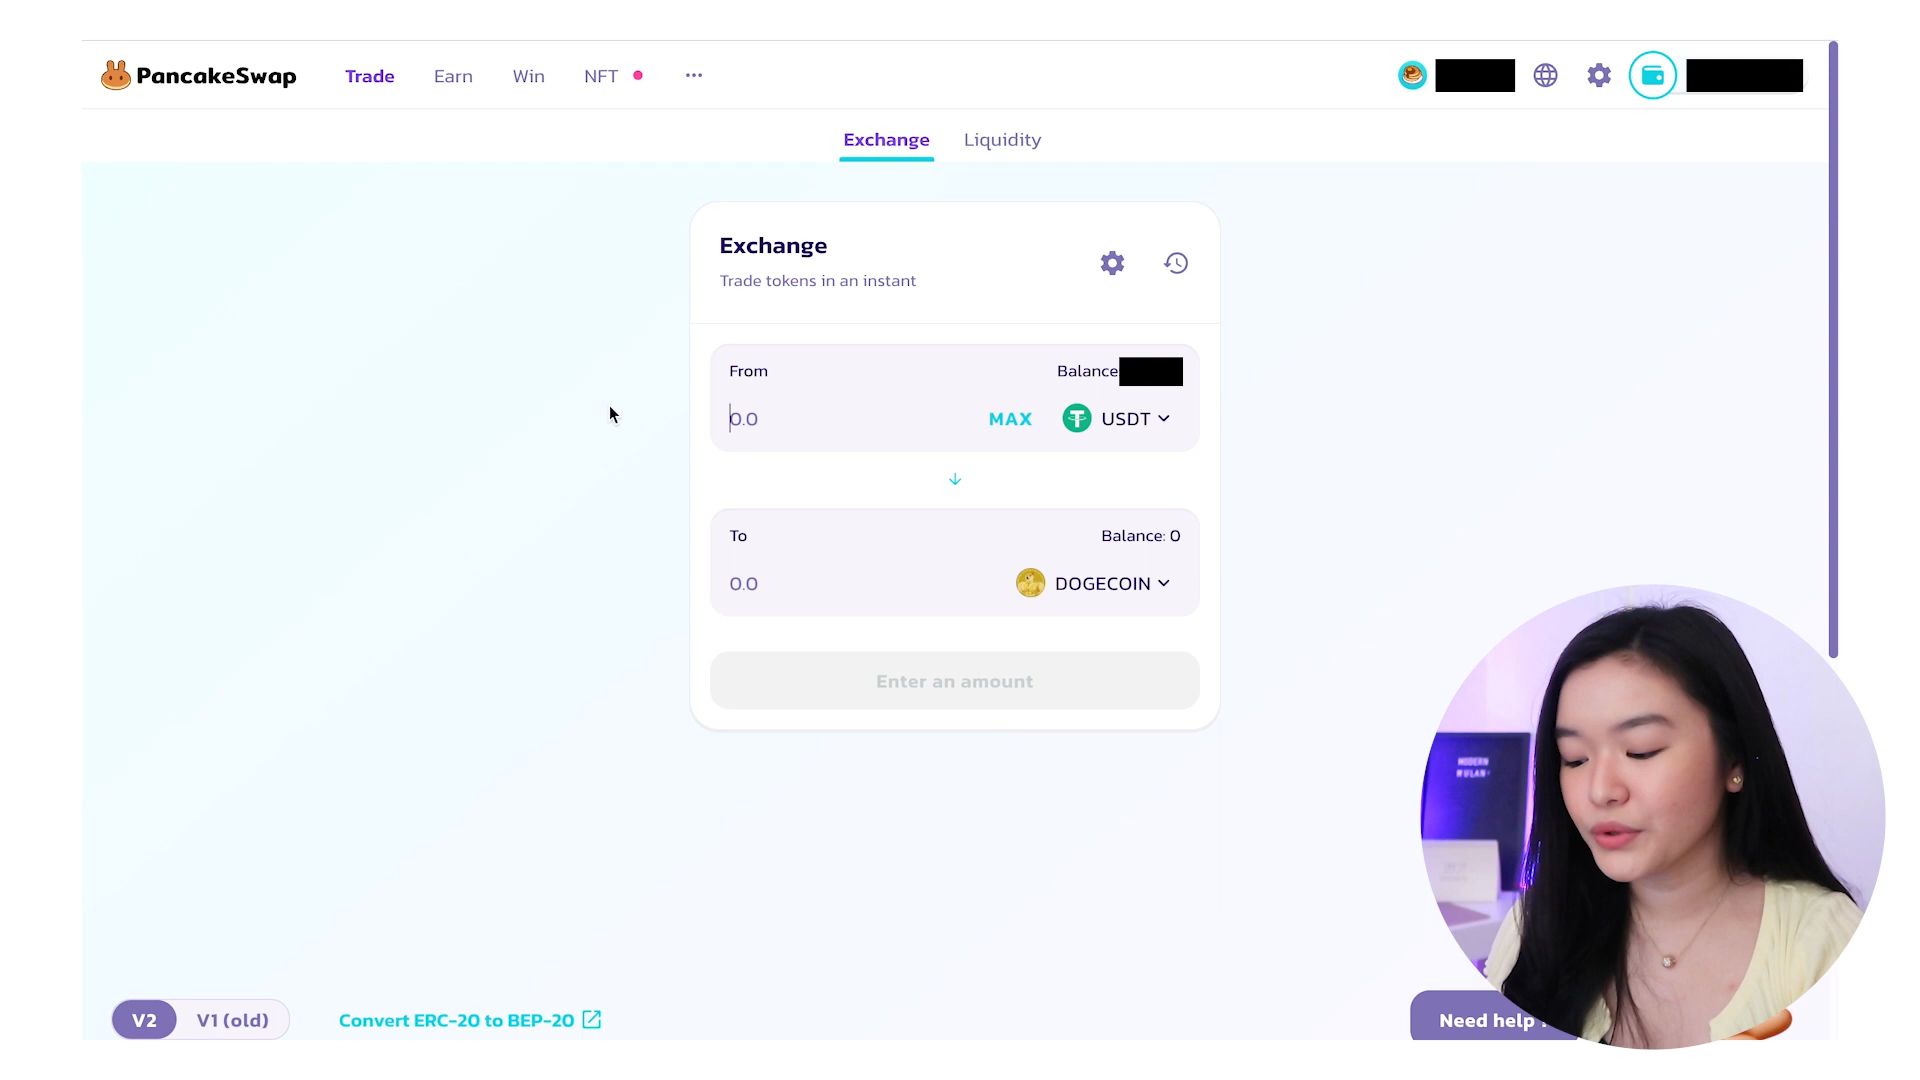 PancakeSwap
Trade Earn Win NFT
Exchange Liquidity
Exchange
Trade tokens in an instant
From Balance
0.0 MAX USDT
To Balance: 0
0.0 DOGECOIN
Enter an amount
MODERN
MULAN
V2 V1 (old) Convert ERC-20 to BEP-20 Need help ?